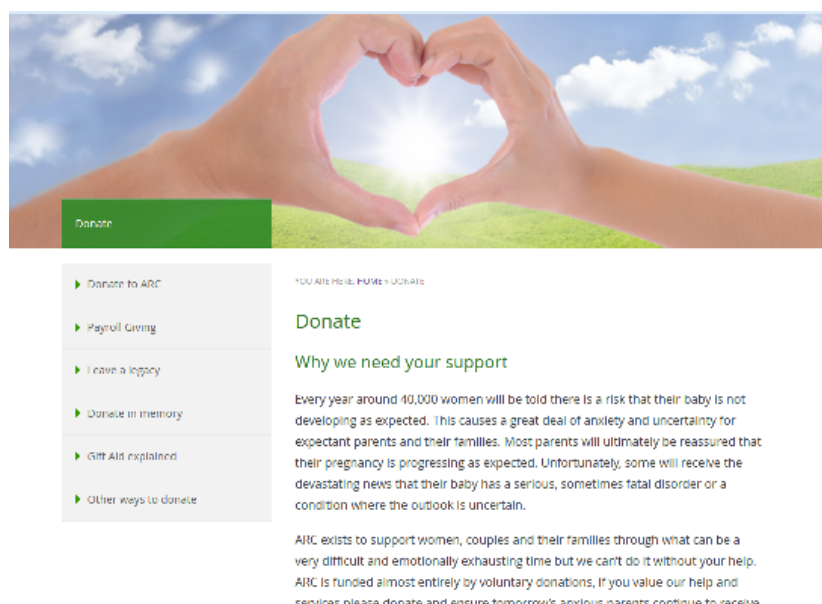 Donate
Donate to ARC
Payroll Giving
Leave a legacy
Donate in memory
Gift Aid explained
Other ways to donate
YOU ARE HERE: HOME » DONATE
Donate
Why we need your support
Every year around 40,000 women will be told there is a risk that their baby is not
developing as expected. This causes a great deal of anxiety and uncertainty for
expectant parents and their families. Most parents will ultimately be reassured that
their pregnancy is progressing as expected. Unfortunately, some will receive the
devastating news that their baby has a serious, sometimes fatal disorder or a
condition where the outlook is uncertain.
ARC exists to support women, couples and their families through what can be a
very difficult and emotionally exhausting time but we can't do it without your help.
ARC is funded almost entirely by voluntary donations, if you value our help and
services please donate and ensure tomorrow's anxious parents continue to receive